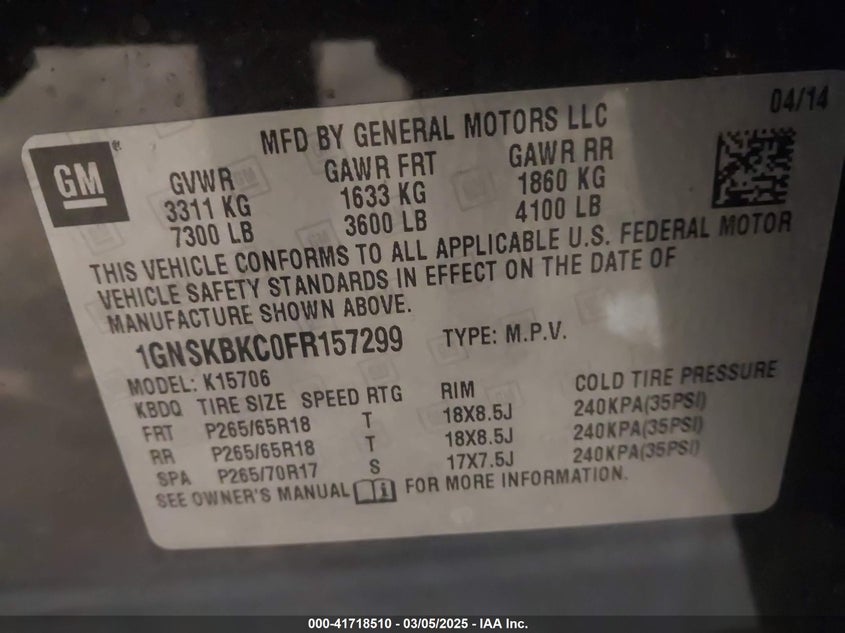 04/14
MFD BY GENERAL MOTORS LLC
GM
GVWR GAWR FRT GAWR RR
3311 KG 1633 KG 1860 KG
7300 LB 3600 LB 4100 LB
THIS VEHICLE CONFORMS TO ALL APPLICABLE U.S. FEDERAL MOTOR
VEHICLE SAFETY STANDARDS IN EFFECT ON THE DATE OF
MANUFACTURE SHOWN ABOVE.
1GNSKBKC0FR157299 TYPE: M.P.V.
MODEL: K15706
KBDQ TIRE SIZE SPEED RTG RIM COLD TIRE PRESSURE
FRT P265/65R18 T 18X8.5J 240KPA(35PSI)
RR P265/65R18 T 18X8.5J 240KPA(35PSI)
SPA P265/70R17 S 17X7.5J 240KPA(35PSI)
SEE OWNER'S MANUAL FOR MORE INFORMATION.
000-41718510 — 03/05/2025 — IAA Inc.